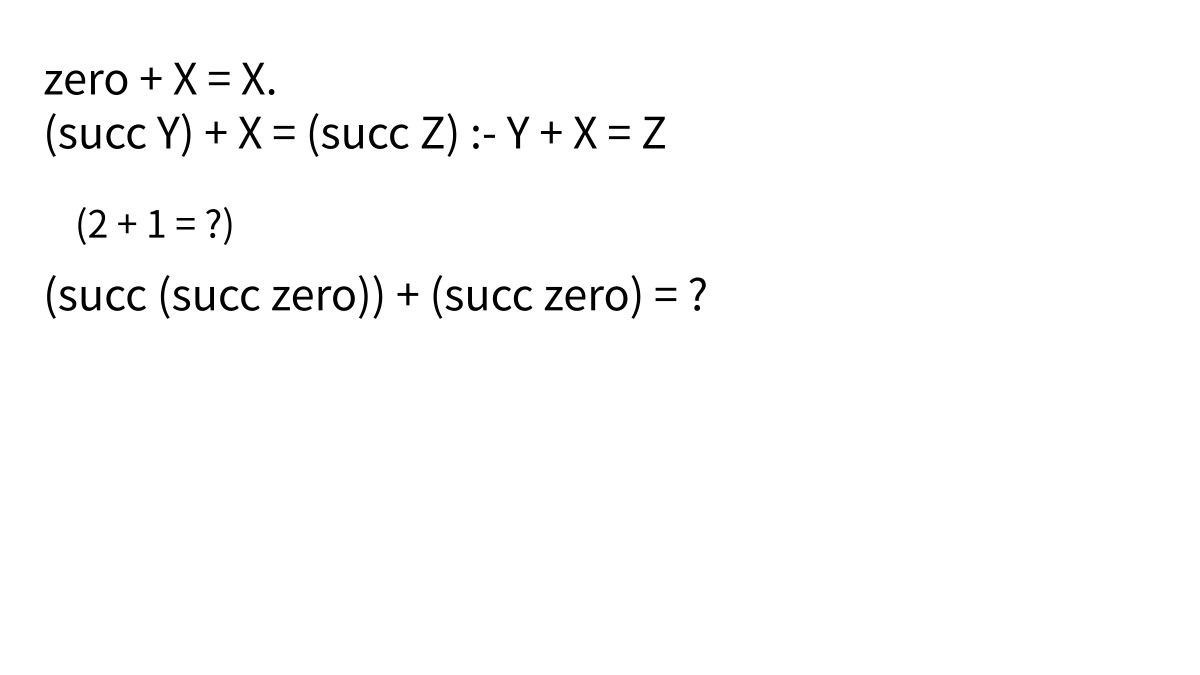 zero + X = X.
(succ Y) + X = (succ Z) :- Y + X = Z
(2 + 1 = ?)
(succ (succ zero)) + (succ zero) = ?